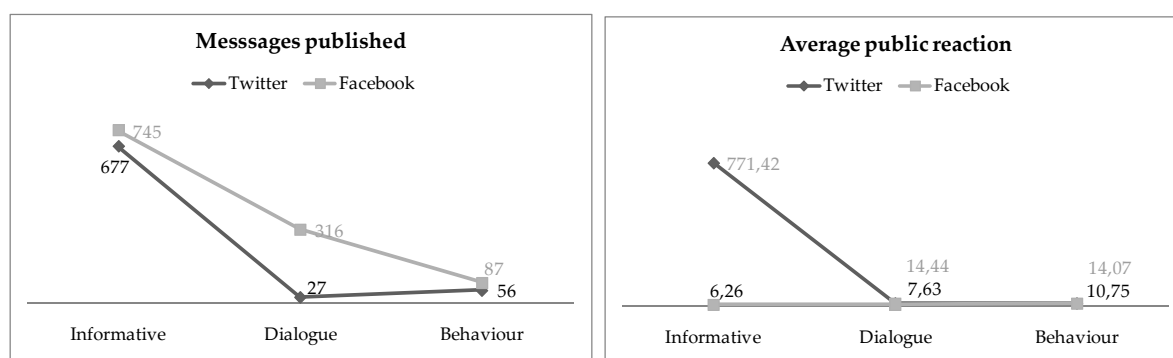 Messsages published
Twitter Facebook
745
677
316
27
87
56
Informative Dialogue Behaviour
Average public reaction
Twitter Facebook
771,42
6,26
14,44
7,63
14,07
10,75
Informative Dialogue Behaviour